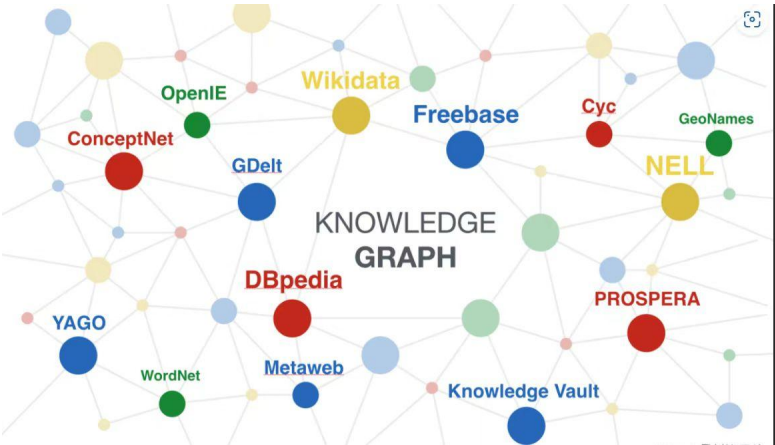 Wikidata
OpenIE
Freebase
Cyc
GeoNames
ConceptNet
GDelt
NELL
KNOWLEDGE
GRAPH
DBpedia
PROSPERA
YAGO
Metaweb
WordNet
Knowledge Vault